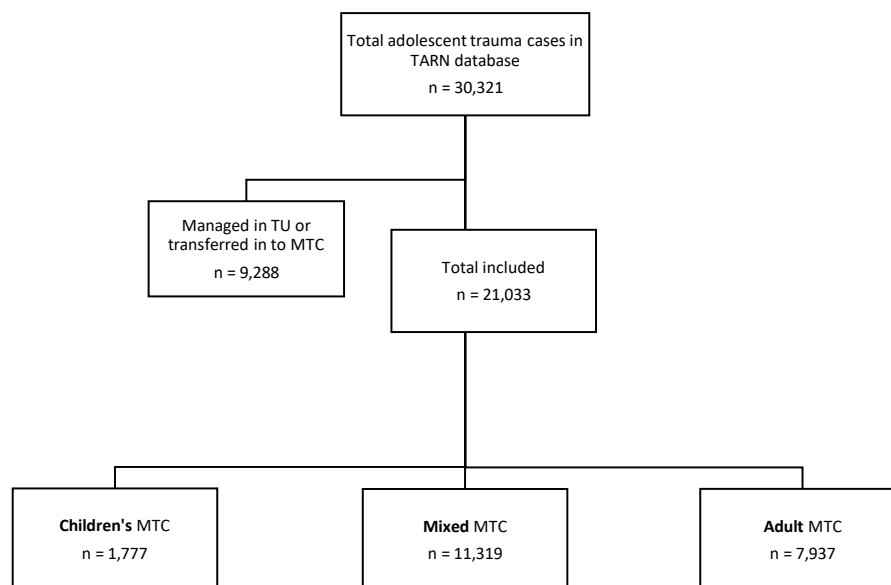 Total adolescent trauma cases in
TARN database
n = 30,321
Managed in TU or
transferred in to MTC
n = 9,288
Total included
n = 21,033
Children's MTC
n = 1,777
Mixed MTC
n = 11,319
Adult MTC
n = 7,937